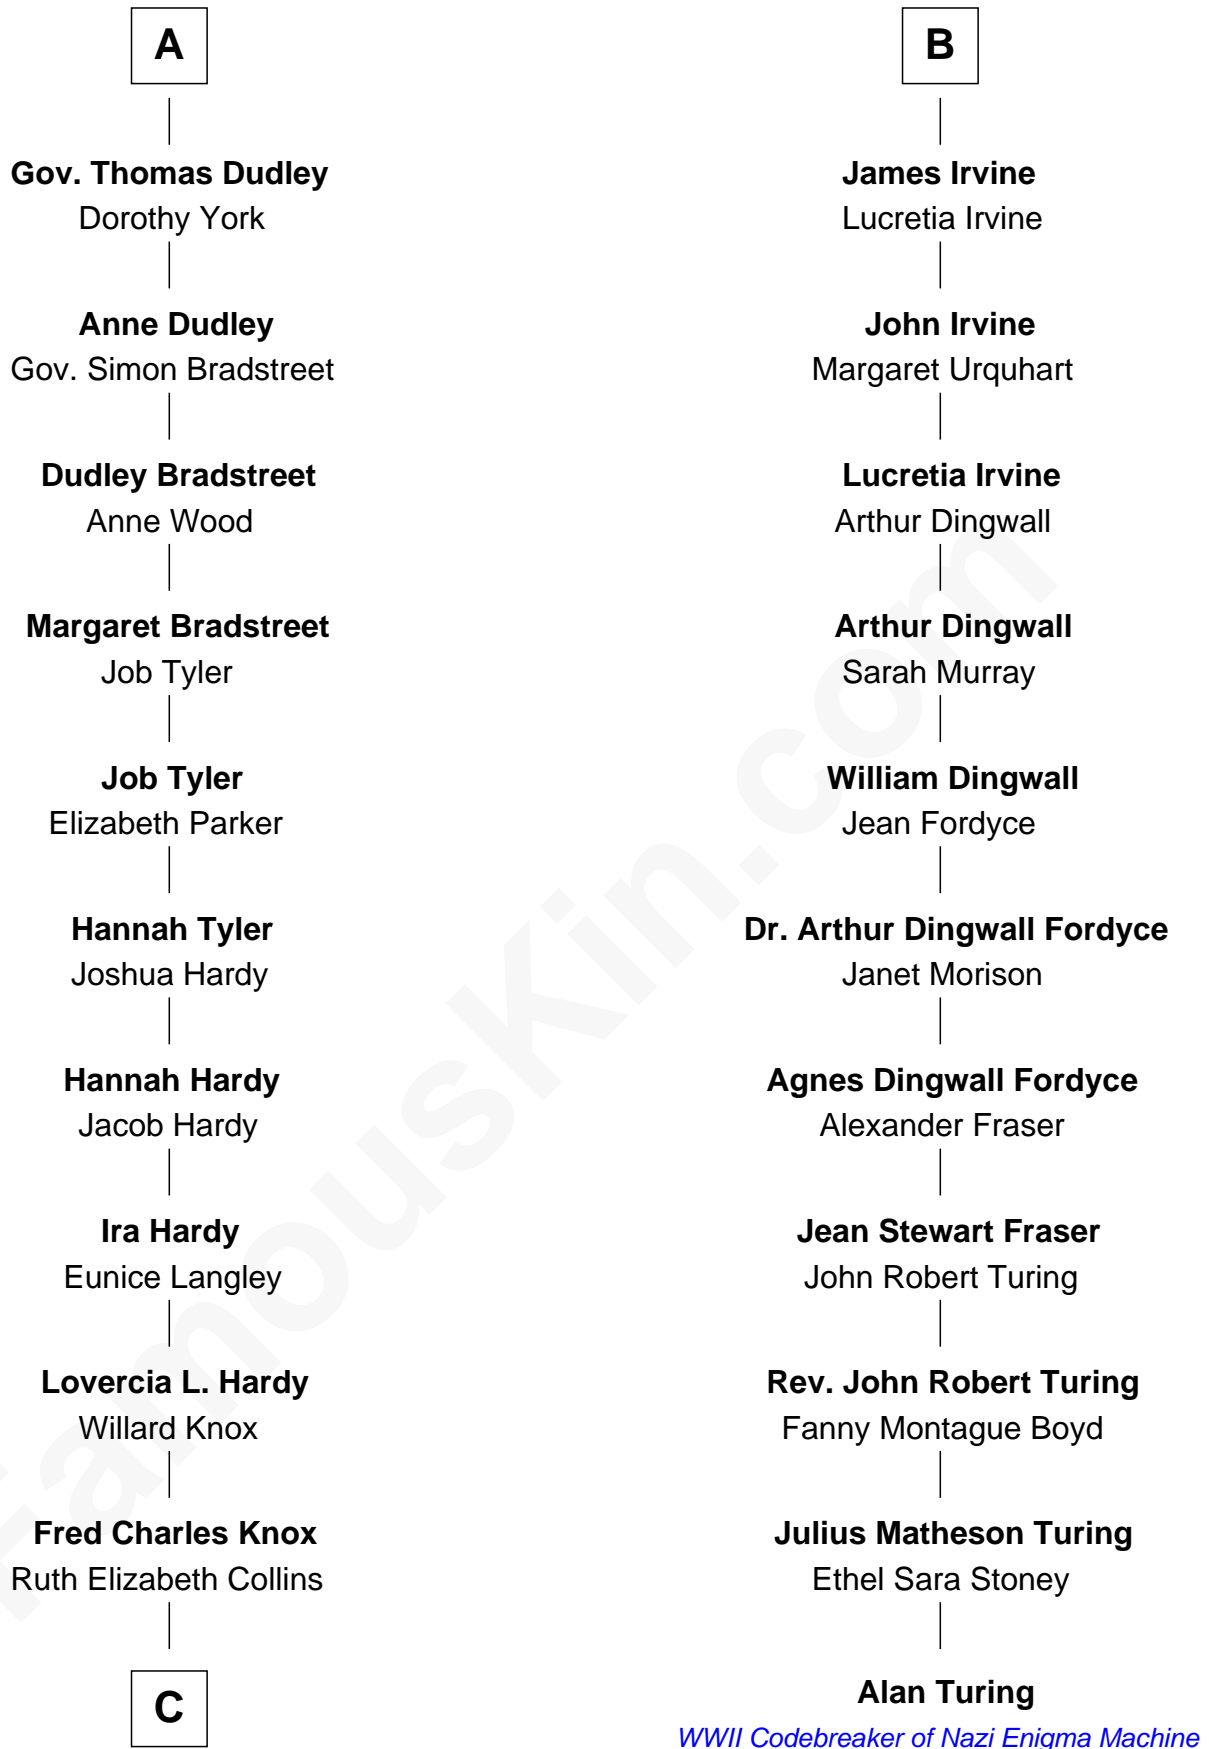 A
Gov. Thomas Dudley
Dorothy York
Anne Dudley
Gov. Simon Bradstreet
Dudley Bradstreet
Anne Wood
Margaret Bradstreet
Job Tyler
Job Tyler
Elizabeth Parker
Hannah Tyler
Joshua Hardy
Hannah Hardy
Jacob Hardy
Ira Hardy
Eunice Langley
Lovercia L. Hardy
Willard Knox
Fred Charles Knox
Ruth Elizabeth Collins
C
B
James Irvine
Lucretia Irvine
John Irvine
Margaret Urquhart
Lucretia Irvine
Arthur Dingwall
Arthur Dingwall
Sarah Murray
William Dingwall
Jean Fordyce
Dr. Arthur Dingwall Fordyce
Janet Morison
Agnes Dingwall Fordyce
Alexander Fraser
Jean Stewart Fraser
John Robert Turing
Rev. John Robert Turing
Fanny Montague Boyd
Julius Matheson Turing
Ethel Sara Stoney
Alan Turing
WWII Codebreaker of Nazi Enigma Machine
FamousKin.com